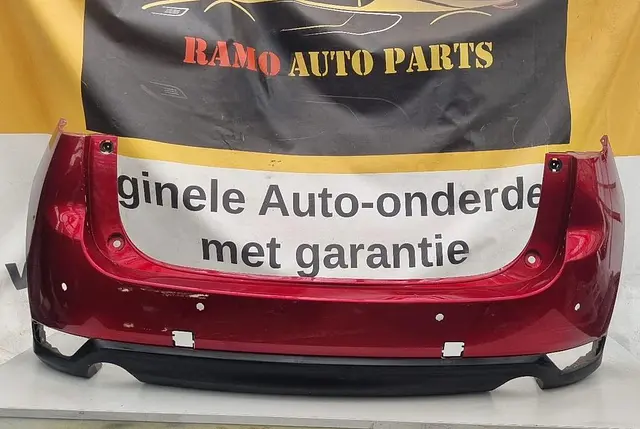 RAMO AUTO PARTS
ginele Auto-onderde
met garantie